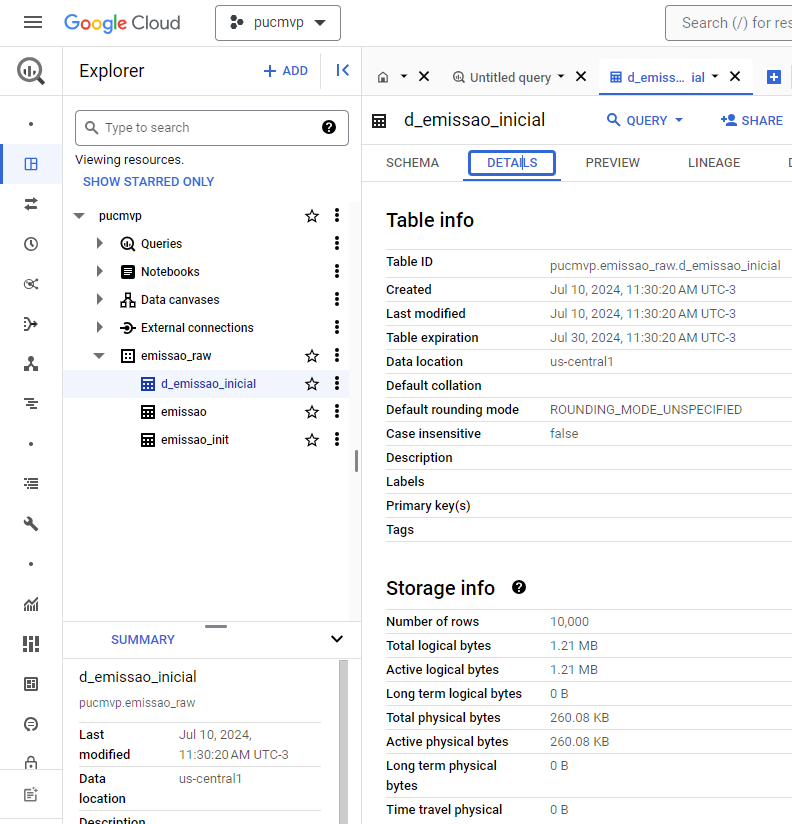 Google Cloud
pucmvp
Search (/) for res
Explorer
+ ADD
Untitled query
d_emiss... ial
Type to search
Viewing resources.
SHOW STARRED ONLY
pucmvp
Queries
Notebooks
Data canvases
External connections
emissao_raw
d_emissao_inicial
emissao
emissao_init
SUMMARY
d_emissao_inicial
pucmvp.emissao_raw
Last modified Jul 10, 2024, 11:30:20 AM UTC-3
Data location us-central1
Description
d_emissao_inicial
QUERY
SHARE
SCHEMA DETAILS PREVIEW LINEAGE
Table info
Table ID pucmvp.emissao_raw.d_emissao_inicial
Created Jul 10, 2024, 11:30:20 AM UTC-3
Last modified Jul 10, 2024, 11:30:20 AM UTC-3
Table expiration Jul 30, 2024, 11:30:20 AM UTC-3
Data location us-central1
Default collation
Default rounding mode ROUNDING_MODE_UNSPECIFIED
Case insensitive false
Description
Labels
Primary key(s)
Tags
Storage info
Number of rows 10,000
Total logical bytes 1.21 MB
Active logical bytes 1.21 MB
Long term logical bytes 0 B
Total physical bytes 260.08 KB
Active physical bytes 260.08 KB
Long term physical bytes 0 B
Time travel physical 0 B